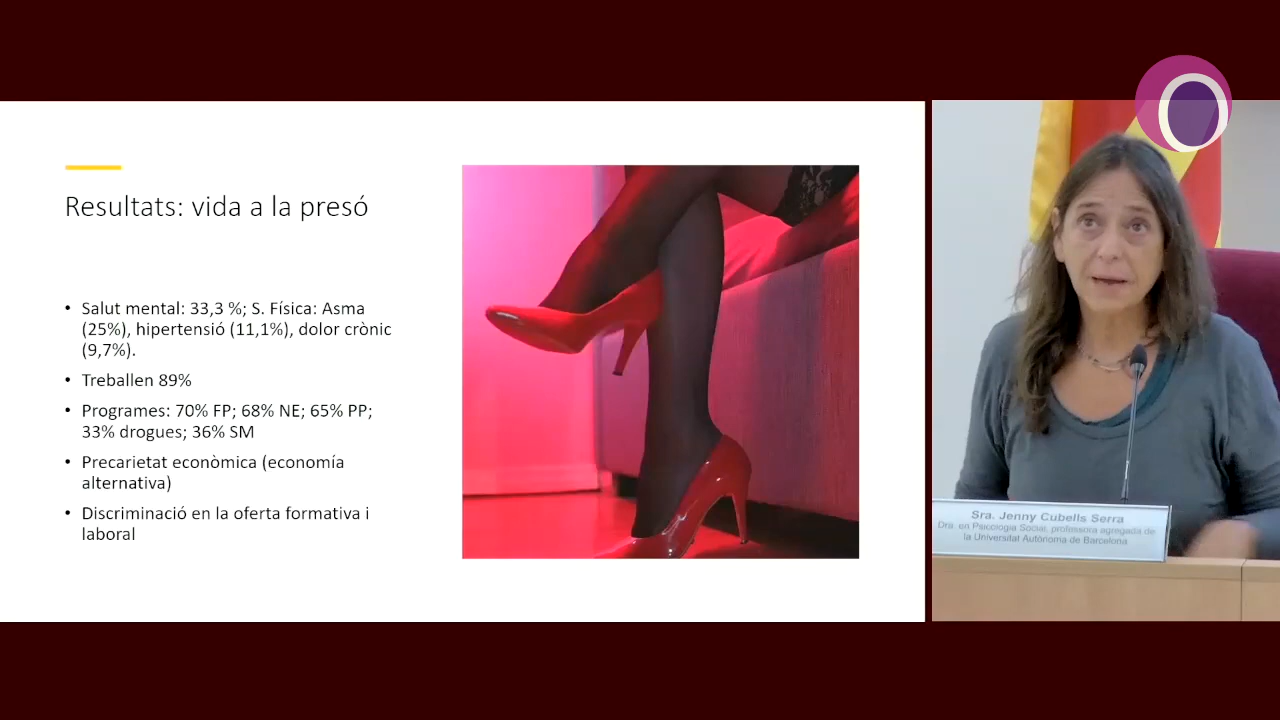 Resultats: vida a la presó
• Salut mental: 33,3 %; S. Física: Asma
(25%), hipertensió (11,1%), dolor crònic
(9,7%).
• Treballen 89%
• Programes: 70% FP; 68% NE; 65% PP;
33% drogues; 36% SM
• Precarietat econòmica (economía
alternativa)
• Discriminació en la oferta formativa i
laboral
Sra. Jenny Cubells Serra
Dra. en Psicologia Social, professora agregada de
la Universitat Autònoma de Barcelona